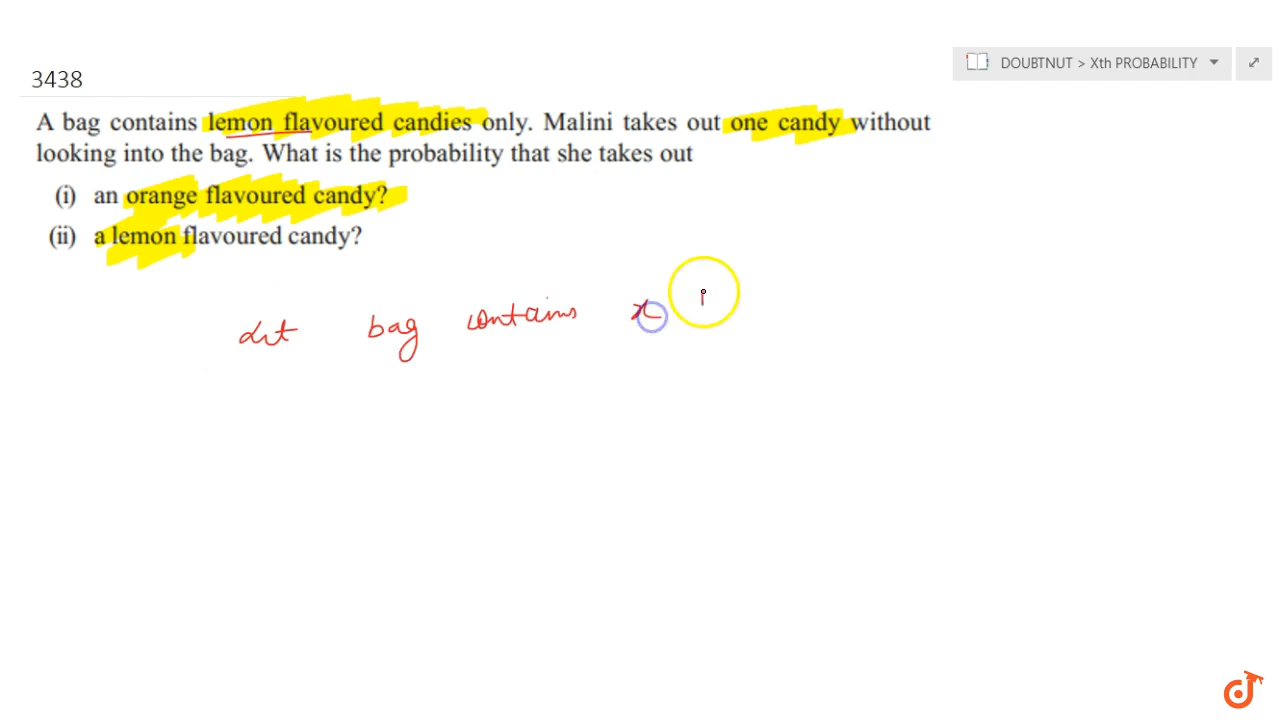 3438
DOUBTNUT > Xth PROBABILITY
A bag contains lemon flavoured candies only. Malini takes out one candy without
looking into the bag. What is the probability that she takes out
(i) an orange flavoured candy?
(ii) a lemon flavoured candy?
Let bag contains x